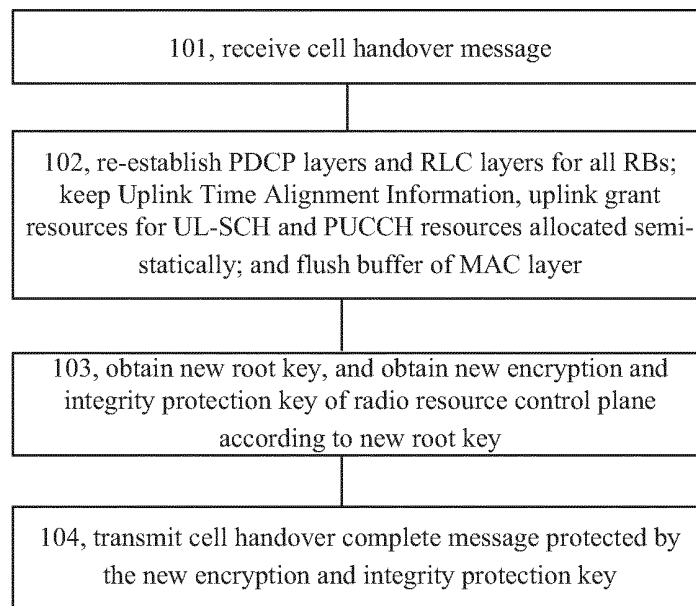 101, receive cell handover message
102, re-establish PDCP layers and RLC layers for all RBs;
keep Uplink Time Alignment Information, uplink grant
resources for UL-SCH and PUCCH resources allocated semi-
statically; and flush buffer of MAC layer
103, obtain new root key, and obtain new encryption and
integrity protection key of radio resource control plane
according to new root key
104, transmit cell handover complete message protected by
the new encryption and integrity protection key